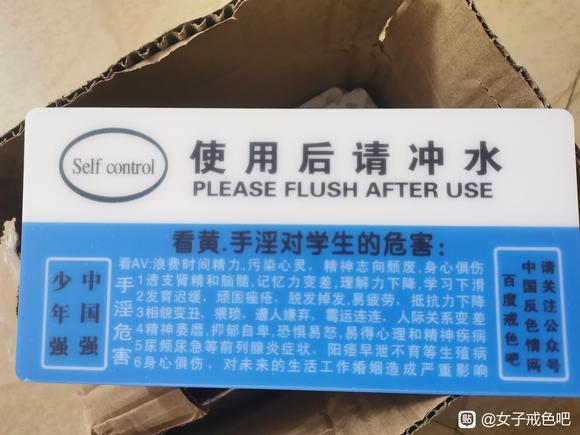 Self control
使用后请冲水
PLEASE FLUSH AFTER USE
看黄.手淫对学生的危害:
少年强
中国强
手淫危害
看AV:浪费时间精力,污染心灵,精神志向颓废,身心俱伤
1透支肾精和脑髓,记忆力变差,理解力下降,学习下滑
2发育迟缓,顽固痤疮,脱发掉发,易疲劳,抵抗力下降
3相貌变丑、猥琐、遭人嫌弃,霉运连连、人际关系变差
4精神萎靡,抑郁自卑,恐惧易怒,易得心理和精神疾病
5尿频尿急等前列腺炎症状,阳痿早泄不育等生殖病
6身心俱伤,对未来的生活工作婚姻造成严重影响
请关注公众号
中国反色情网
百度戒色吧
贴 @女子戒色吧